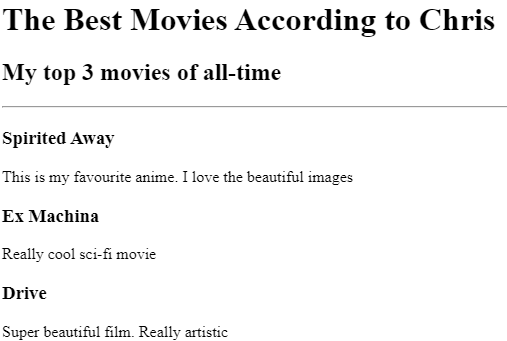 The Best Movies According to Chris
My top 3 movies of all-time
Spirited Away
This is my favourite anime. I love the beautiful images
Ex Machina
Really cool sci-fi movie
Drive
Super beautiful film. Really artistic